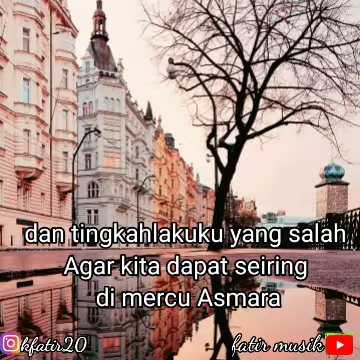 dan tingkahlakuku yang salah
Agar kita dapat seiring
di mercu Asmara
kfatir20
fatir musik